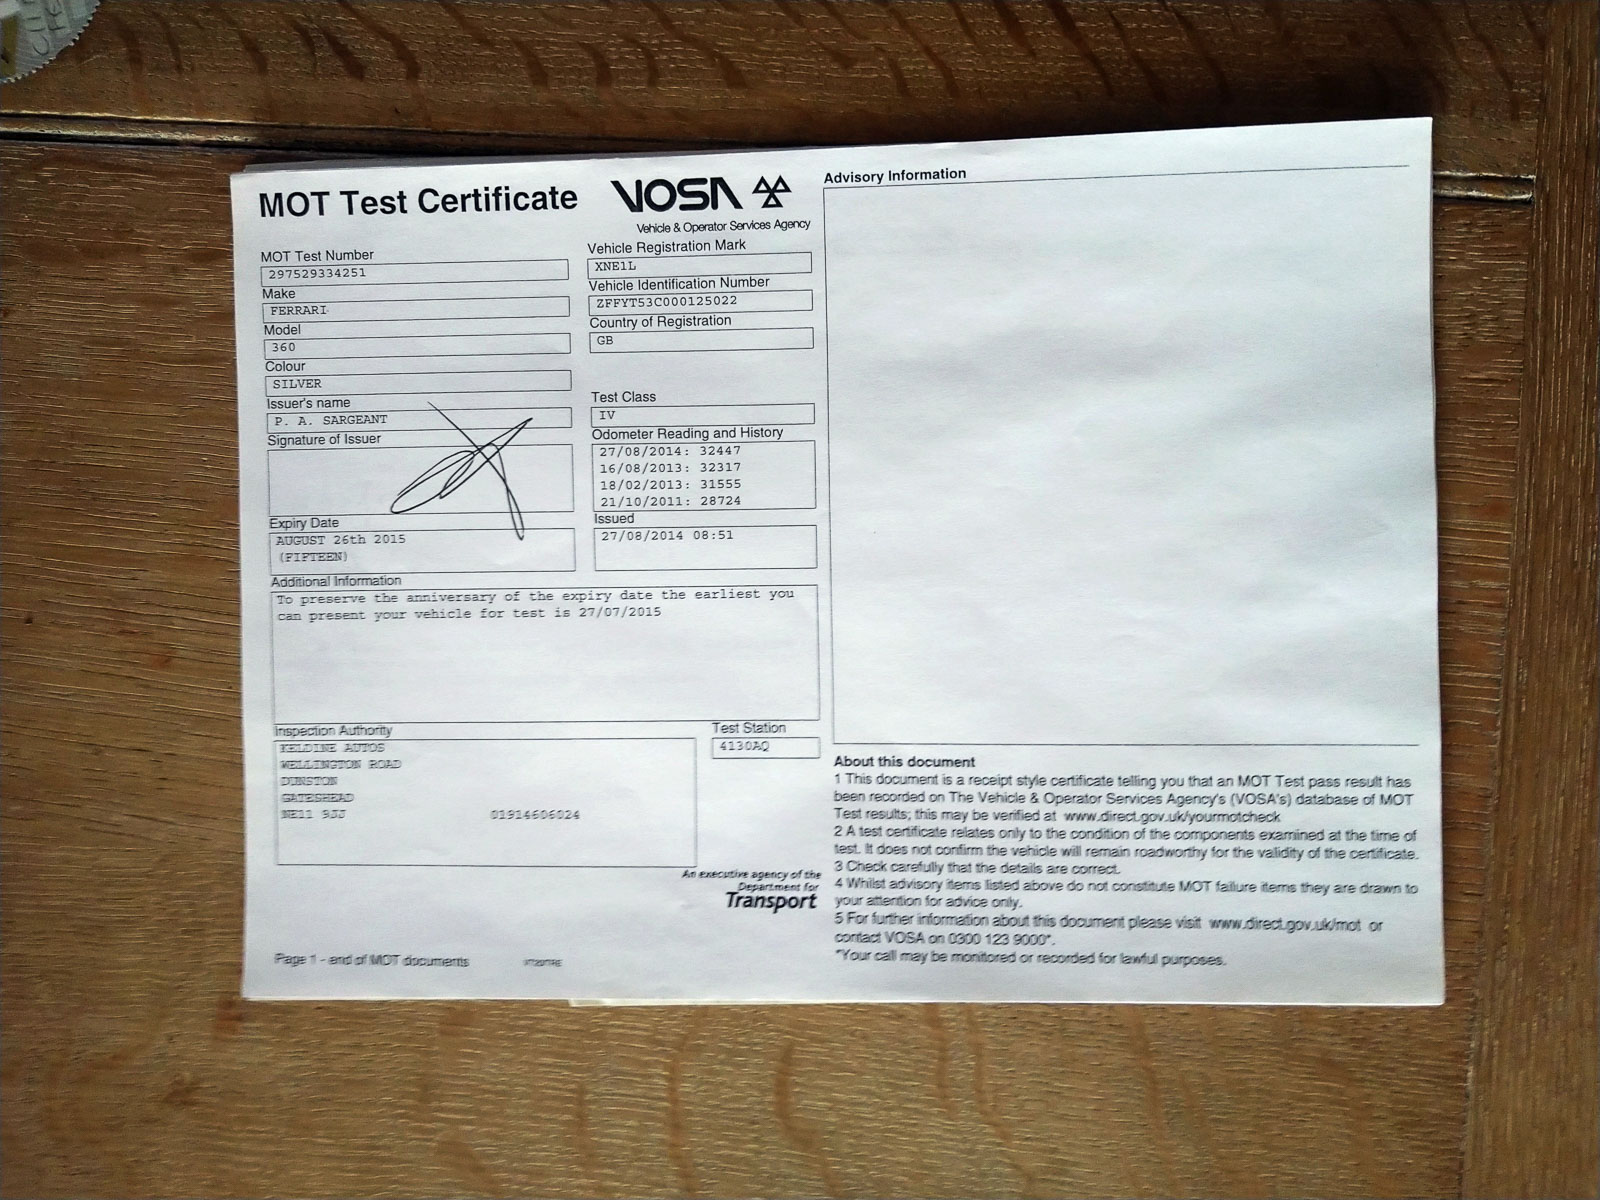 MOT Test Certificate
VOSA
Vehicle & Operator Services Agency
MOT Test Number
297529334251
Make
FERRARI
Model
360
Colour
SILVER
Issuer's name
P. A. SARGEANT
Signature of Issuer
Expiry Date
AUGUST 26th 2015
(FIFTEEN)
Vehicle Registration Mark
XNE1L
Vehicle Identification Number
ZFFYT53C000125022
Country of Registration
GB
Test Class
IV
Odometer Reading and History
27/08/2014: 32447
16/08/2013: 32317
18/02/2013: 31555
21/10/2011: 28724
Issued
27/08/2014 08:51
Additional Information
To preserve the anniversary of the expiry date the earliest you
can present your vehicle for test is 27/07/2015
Inspection Authority
KELDINE AUTOS
WELLINGTON ROAD
DUNSTON
GATESHEAD
NE11 9JJ 01914606024
Test Station
4130AQ
An executive agency of the
Department for
Transport
Page 1 - end of MOT documents
Advisory Information
About this document
1 This document is a receipt style certificate telling you that an MOT Test pass result has
been recorded on The Vehicle & Operator Services Agency's (VOSA's) database of MOT
Test results; this may be verified at www.direct.gov.uk/yourmotcheck
2 A test certificate relates only to the condition of the components examined at the time of
test. It does not confirm the vehicle will remain roadworthy for the validity of the certificate.
3 Check carefully that the details are correct.
4 Whilst advisory items listed above do not constitute MOT failure items they are drawn to
your attention for advice only.
5 For further information about this document please visit www.direct.gov.uk/mot or
contact VOSA on 0300 123 9000*.
*Your call may be monitored or recorded for lawful purposes.